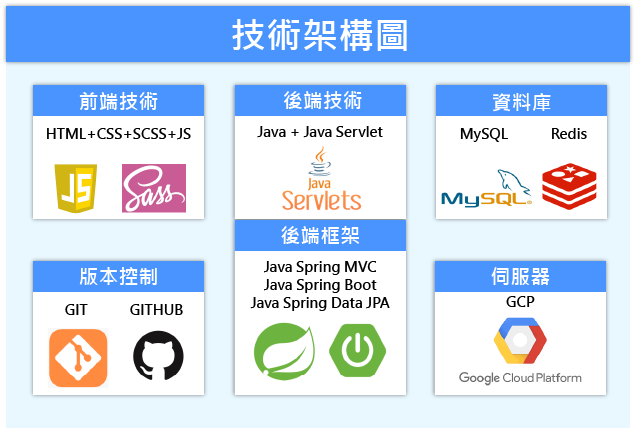 技術架構圖
前端技術
HTML+CSS+SCSS+JS
JS
Sass
後端技術
Java + Java Servlet
Java
Servlets
資料庫
MySQL Redis
MySQL®
版本控制
GIT GITHUB
後端框架
Java Spring MVC
Java Spring Boot
Java Spring Data JPA
伺服器
GCP
Google Cloud Platform